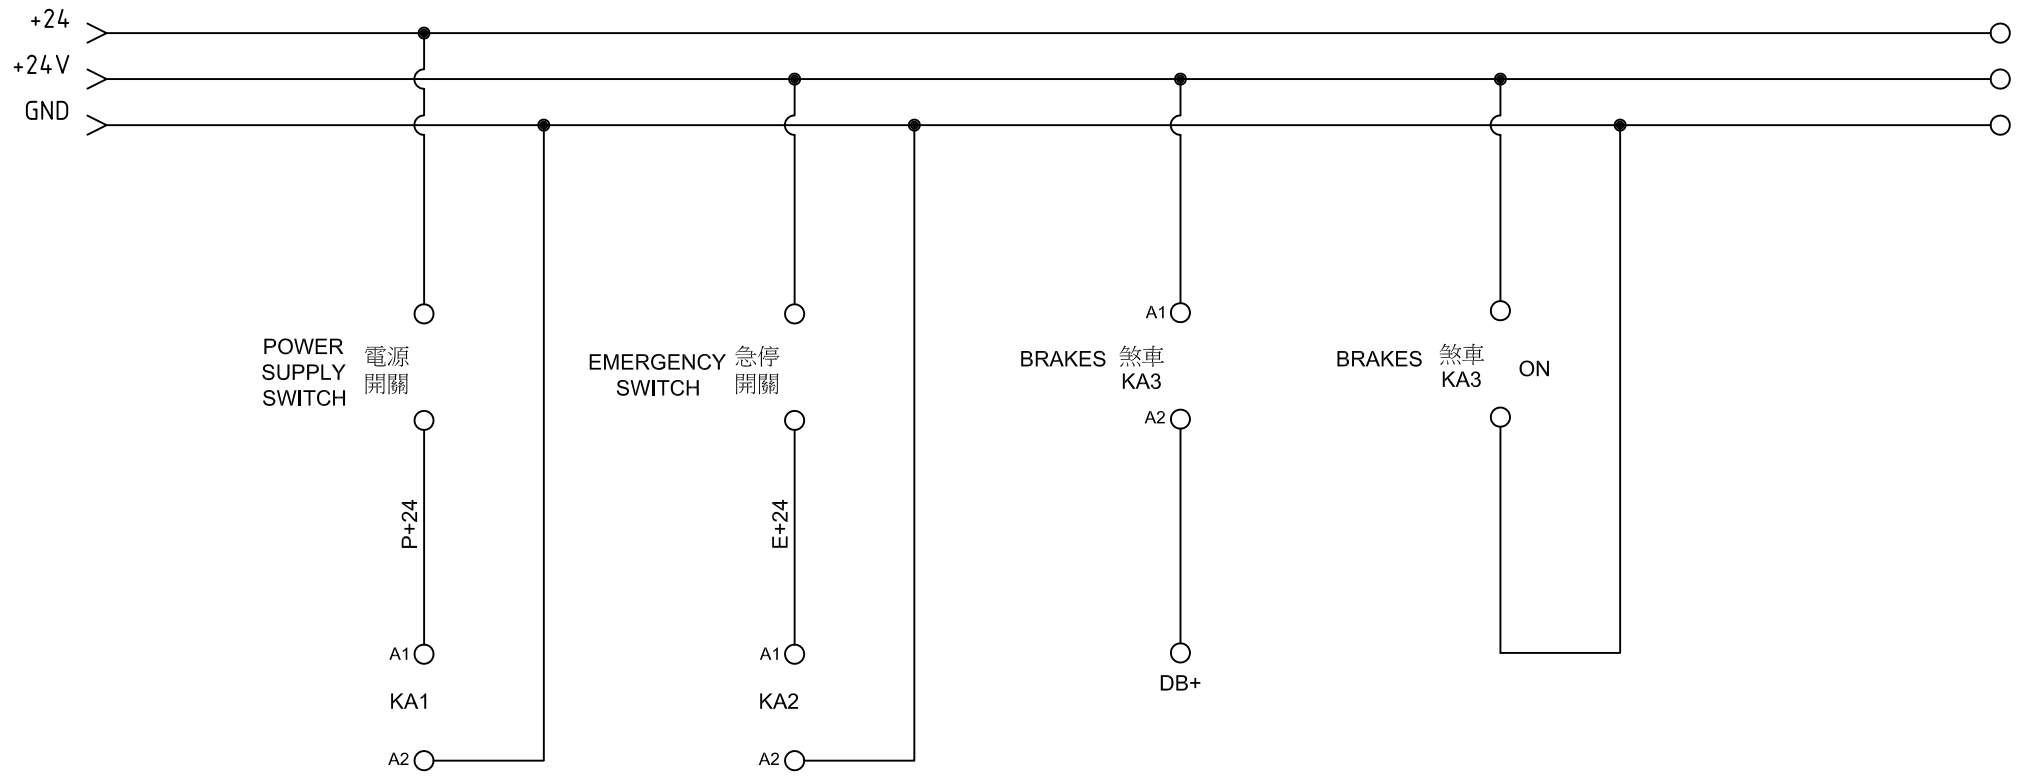 +24
+24V
GND
POWER
SUPPLY
SWITCH
電源
開關
P+24
A1
KA1
A2
EMERGENCY
SWITCH
急停
開關
E+24
A1
KA2
A2
A1
BRAKES 煞車
KA3
A2
DB+
BRAKES 煞車
KA3
ON